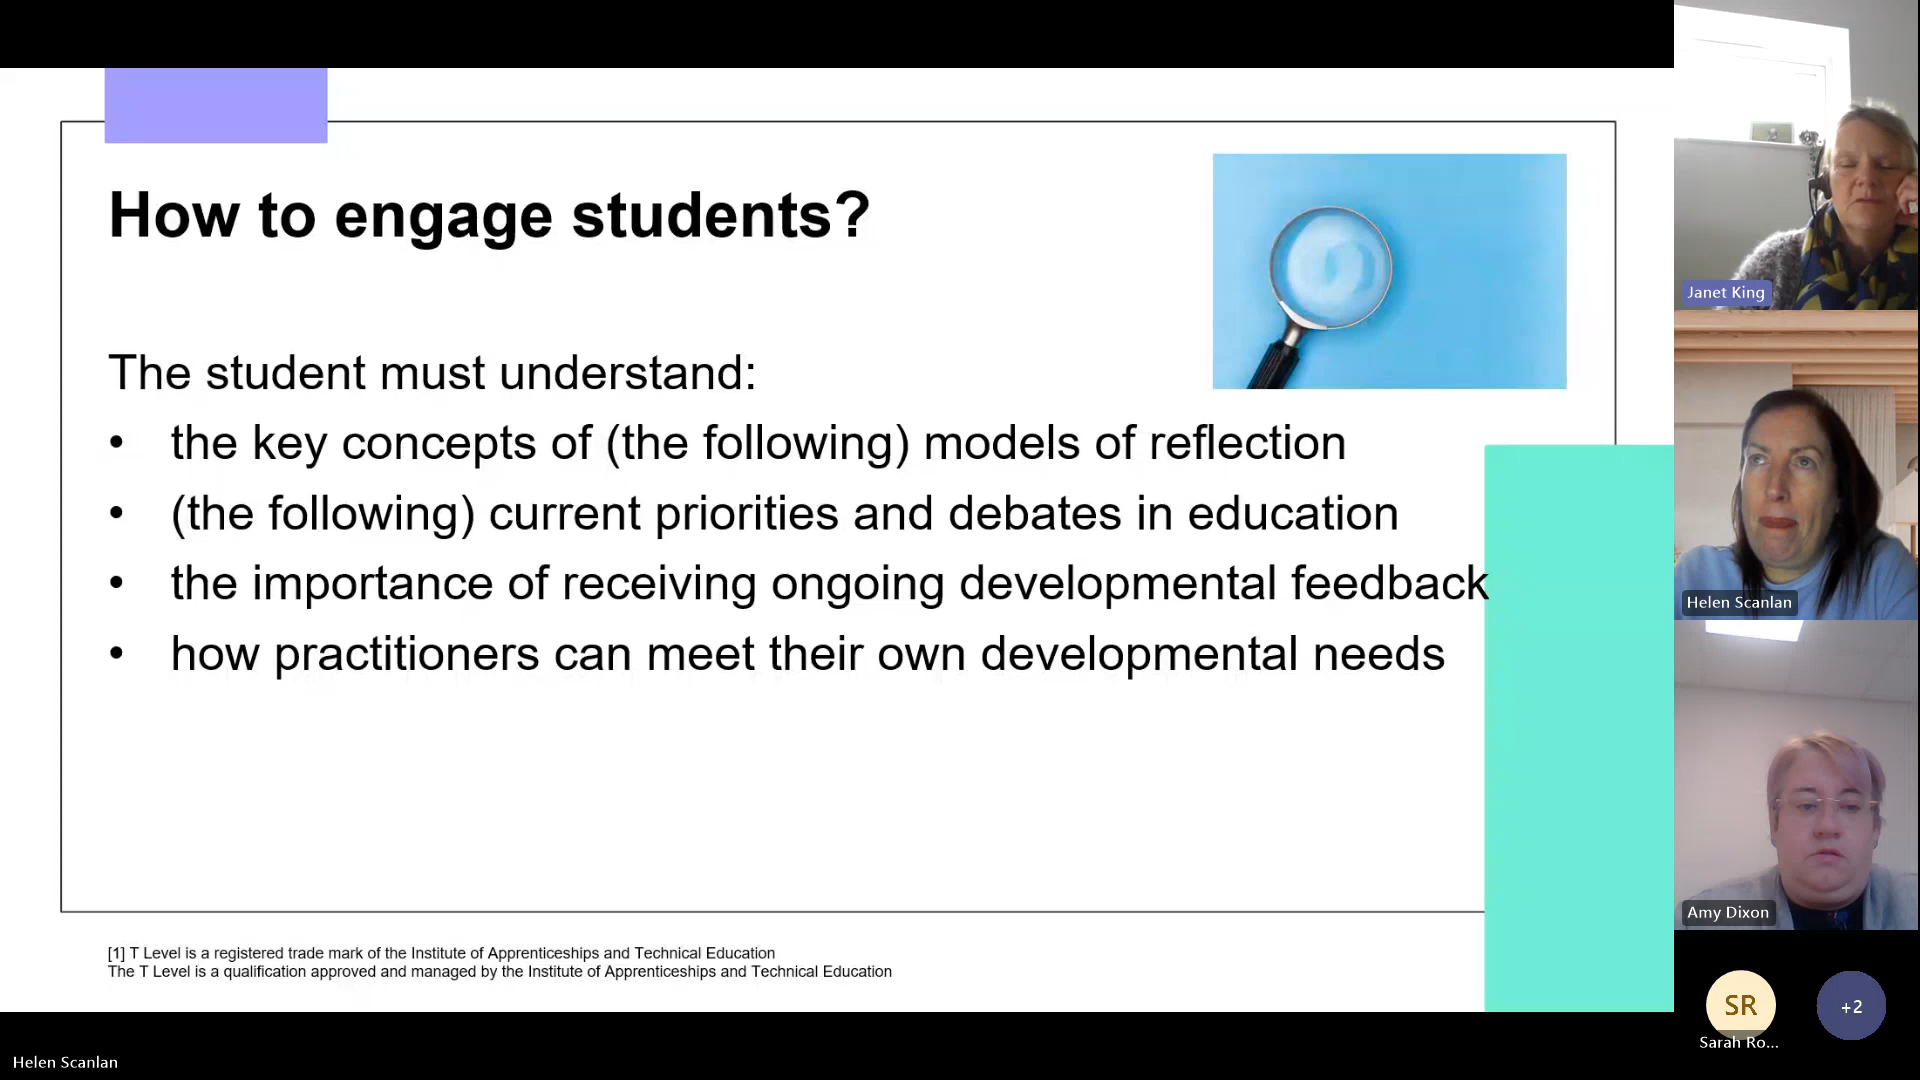 How to engage students?
The student must understand:
• the key concepts of (the following) models of reflection
• (the following) current priorities and debates in education
• the importance of receiving ongoing developmental feedback
• how practitioners can meet their own developmental needs
[1] T Level is a registered trade mark of the Institute of Apprenticeships and Technical Education
The T Level is a qualification approved and managed by the Institute of Apprenticeships and Technical Education
Janet King
Helen Scanlan
Amy Dixon
SR
+2
Sarah Ro...
Helen Scanlan